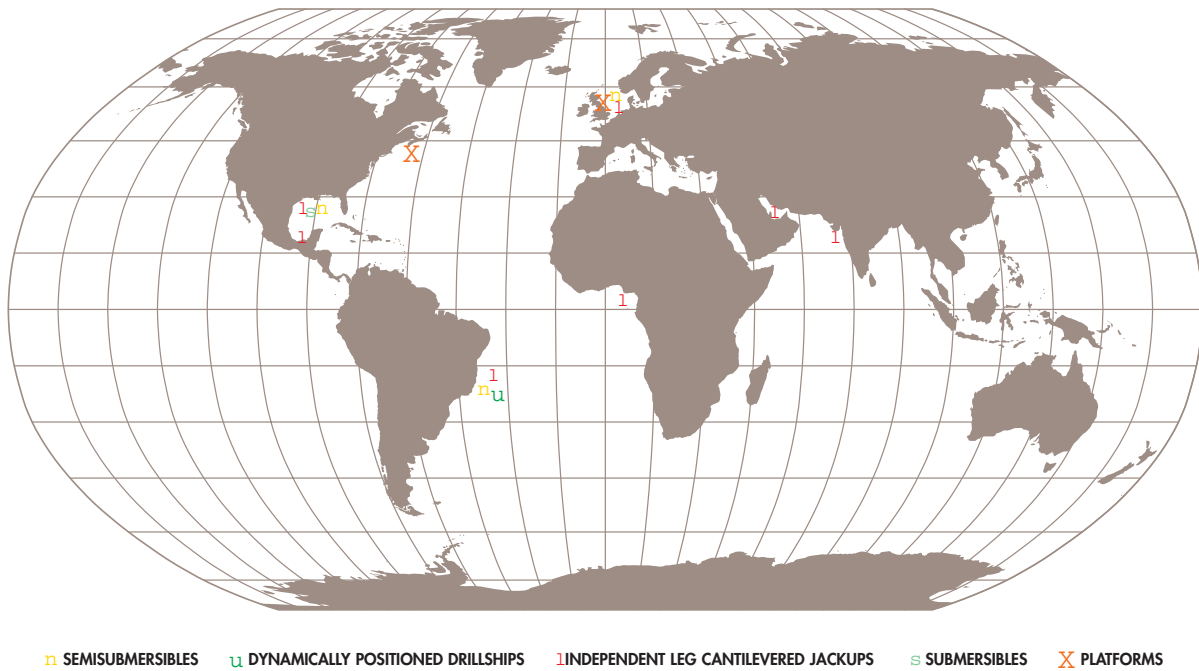 X n
l
X
l s n
l
l
l
l
l
n u
n SEMISUBMERSIBLES u DYNAMICALLY POSITIONED DRILLSHIPS l INDEPENDENT LEG CANTILEVERED JACKUPS s SUBMERSIBLES X PLATFORMS